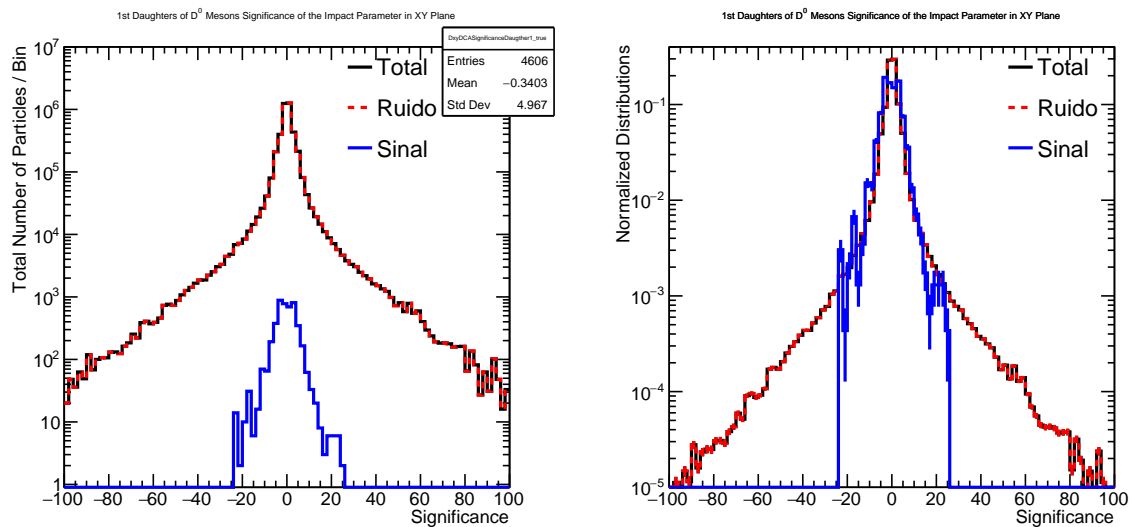 1st Daughters of D⁰ Mesons Significance of the Impact Parameter in XY Plane
DxyDCASignificanceDaugther1_true
Entries 4606
Mean −0.3403
Std Dev 4.967
Total
Ruido
Sinal
Total Number of Particles / Bin
10⁷
10⁶
10⁵
10⁴
10³
10²
10
1
−100 −80 −60 −40 −20 0 20 40 60 80 100
Significance
1st Daughters of D⁰ Mesons Significance of the Impact Parameter in XY Plane
Total
Ruido
Sinal
Normalized Distributions
10⁻¹
10⁻²
10⁻³
10⁻⁴
10⁻⁵
−100 −80 −60 −40 −20 0 20 40 60 80 100
Significance